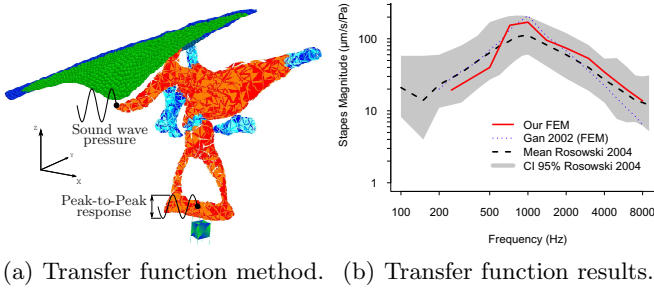 Sound wave
pressure
Z
Y
X
Peak-to-Peak
response
(a) Transfer function method.
b)
Stapes Magnitude (μm/s/Pa)
100
10
1
Our FEM
Gan 2002 (FEM)
Mean Rosowski 2004
CI 95% Rosowski 2004
100 200 500 1000 3000 8000
Frequency (Hz)
(b) Transfer function results.
a)